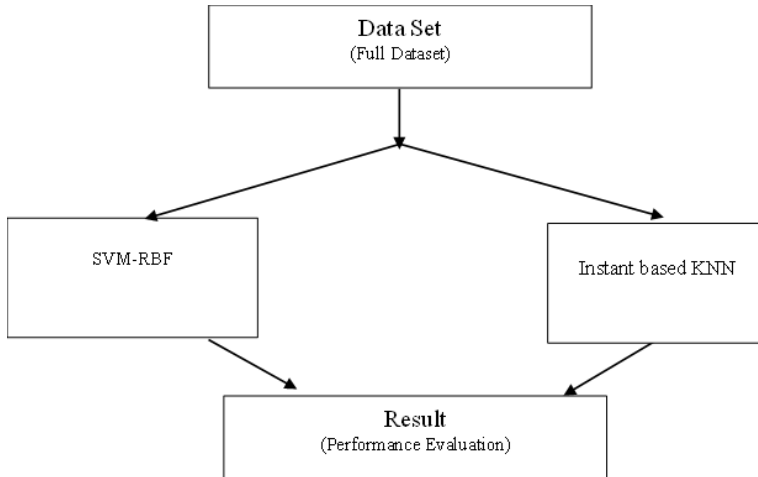 Data Set
(Full Dataset)
SVM-RBF
Instant based KNN
Result
(Performance Evaluation)